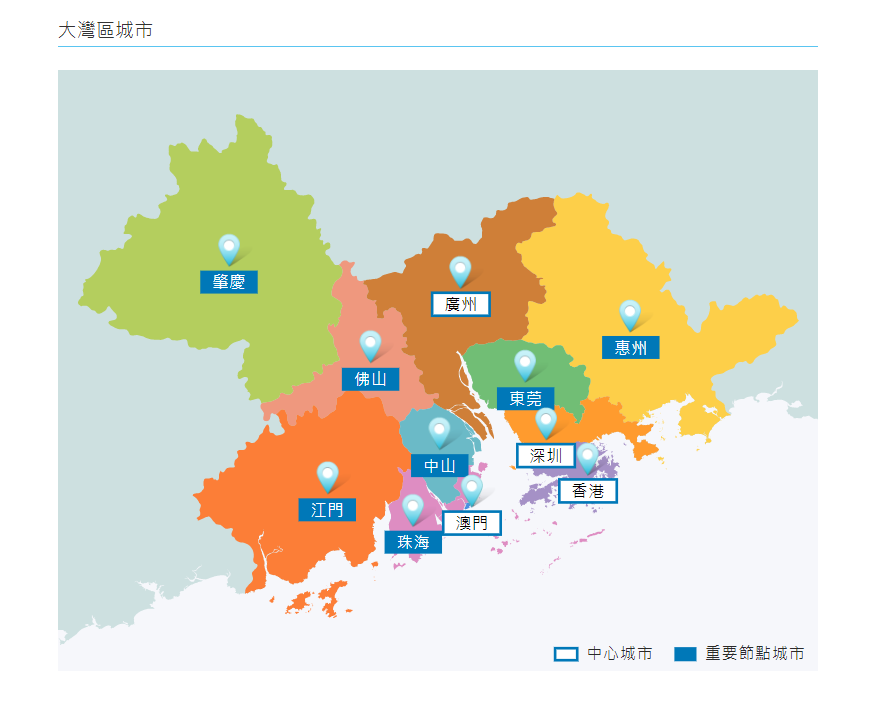 大灣區城市
肇慶
廣州
惠州
佛山
東莞
深圳
中山
香港
江門
澳門
珠海
中心城市
重要節點城市